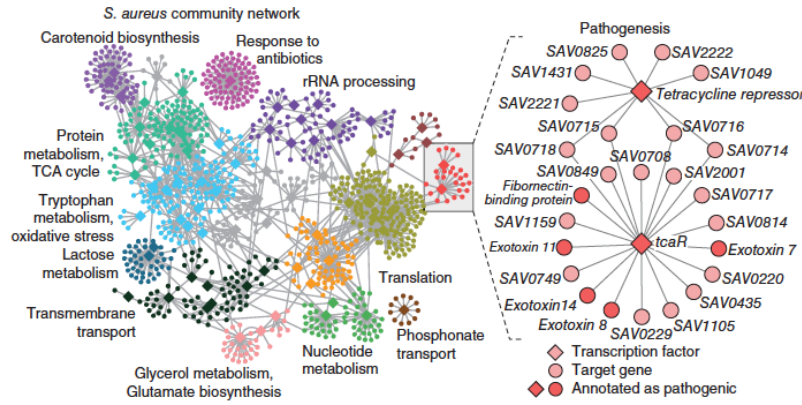 S. aureus community network
Carotenoid biosynthesis
Response to
antibiotics
rRNA processing
Protein
metabolism,
TCA cycle
Tryptophan
metabolism,
oxidative stress
Lactose
metabolism
Transmembrane
transport
Glycerol metabolism,
Glutamate biosynthesis
Nucleotide
metabolism
Translation
Phosphonate
transport
Pathogenesis
SAV0825
SAV2222
SAV1431
SAV1049
Tetracycline repressor
SAV2221
SAV0715
SAV0716
SAV0718
SAV0708
SAV0714
SAV0849
SAV2001
Fibornectin-
binding protein
SAV0717
SAV1159
SAV0814
Exotoxin 11
tcaR
Exotoxin 7
SAV0749
SAV0220
Exotoxin14
SAV0435
Exotoxin 8
SAV1105
SAV0229
Transcription factor
Target gene
Annotated as pathogenic